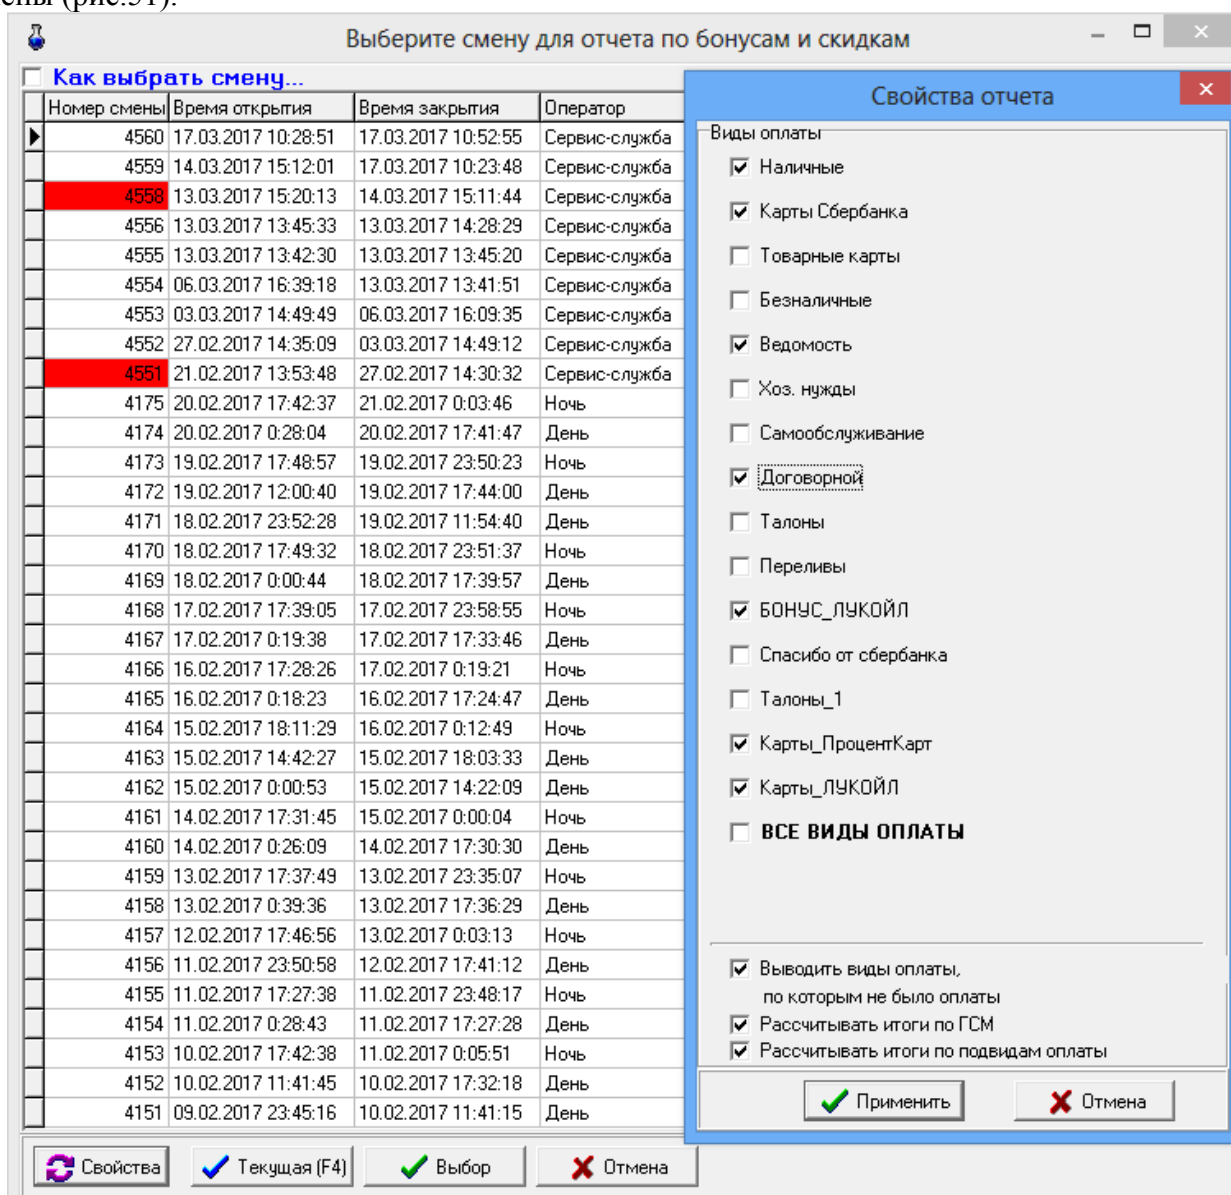 ены (рис.51).
Выберите смену для отчета по бонусам и скидкам
Как выбрать смену...
Номер смены Время открытия Время закрытия Оператор
4560 17.03.2017 10:28:51 17.03.2017 10:52:55 Сервис-служба
4559 14.03.2017 15:12:01 17.03.2017 10:23:48 Сервис-служба
4558 13.03.2017 15:20:13 14.03.2017 15:11:44 Сервис-служба
4556 13.03.2017 13:45:33 13.03.2017 14:28:29 Сервис-служба
4555 13.03.2017 13:42:30 13.03.2017 13:45:20 Сервис-служба
4554 06.03.2017 16:39:18 13.03.2017 13:41:51 Сервис-служба
4553 03.03.2017 14:49:49 06.03.2017 16:09:35 Сервис-служба
4552 27.02.2017 14:35:09 03.03.2017 14:49:12 Сервис-служба
4551 21.02.2017 13:53:48 27.02.2017 14:30:32 Сервис-служба
4175 20.02.2017 17:42:37 21.02.2017 0:03:46 Ночь
4174 20.02.2017 0:28:04 20.02.2017 17:41:47 День
4173 19.02.2017 17:48:57 19.02.2017 23:50:23 Ночь
4172 19.02.2017 12:00:40 19.02.2017 17:44:00 День
4171 18.02.2017 23:52:28 19.02.2017 11:54:40 День
4170 18.02.2017 17:49:32 18.02.2017 23:51:37 Ночь
4169 18.02.2017 0:00:44 18.02.2017 17:39:57 День
4168 17.02.2017 17:39:05 17.02.2017 23:58:55 Ночь
4167 17.02.2017 0:19:38 17.02.2017 17:33:46 День
4166 16.02.2017 17:28:26 17.02.2017 0:19:21 Ночь
4165 16.02.2017 0:18:23 16.02.2017 17:24:47 День
4164 15.02.2017 18:11:29 16.02.2017 0:12:49 Ночь
4163 15.02.2017 14:42:27 15.02.2017 18:03:33 День
4162 15.02.2017 0:00:53 15.02.2017 14:22:09 День
4161 14.02.2017 17:31:45 15.02.2017 0:00:04 Ночь
4160 14.02.2017 0:26:09 14.02.2017 17:30:30 День
4159 13.02.2017 17:37:49 13.02.2017 23:35:07 Ночь
4158 13.02.2017 0:39:36 13.02.2017 17:36:29 День
4157 12.02.2017 17:46:56 13.02.2017 0:03:13 Ночь
4156 11.02.2017 23:50:58 12.02.2017 17:41:12 День
4155 11.02.2017 17:27:38 11.02.2017 23:48:17 Ночь
4154 11.02.2017 0:28:43 11.02.2017 17:27:28 День
4153 10.02.2017 17:42:38 11.02.2017 0:05:51 Ночь
4152 10.02.2017 11:41:45 10.02.2017 17:32:18 День
4151 09.02.2017 23:45:16 10.02.2017 11:41:15 День
Свойства Текущая (F4) Выбор Отмена
Свойства отчета
Виды оплаты
Наличные
Карты Сбербанка
Товарные карты
Безналичные
Ведомость
Хоз. нужды
Самообслуживание
Договорной
Талоны
Переливы
БОНУС_ЛУКОЙЛ
Спасибо от сбербанка
Талоны_1
Карты_ПроцентКарт
Карты_ЛУКОЙЛ
ВСЕ ВИДЫ ОПЛАТЫ
Выводить виды оплаты,
по которым не было оплаты
Рассчитывать итоги по ГСМ
Рассчитывать итоги по подвидам оплаты
Применить Отмена